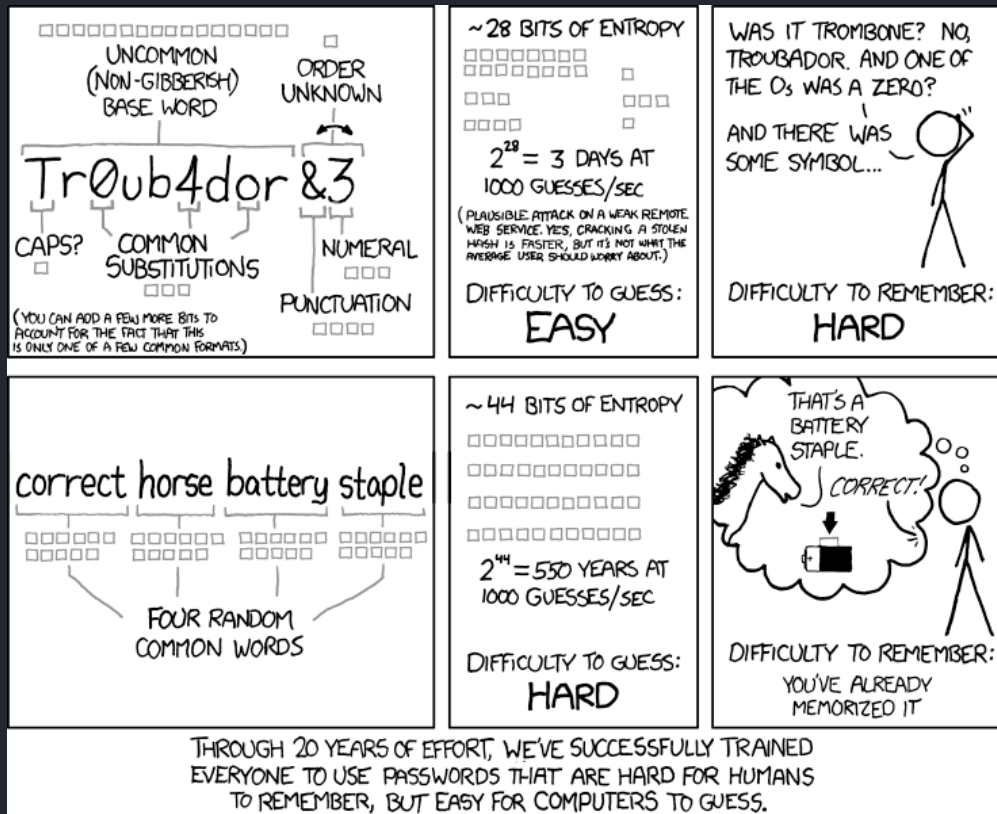 UNCOMMON
(NON-GIBBERISH)
BASE WORD
ORDER
UNKNOWN
Tr0ub4dor &3
CAPS?
COMMON
SUBSTITUTIONS
NUMERAL
PUNCTUATION
(YOU CAN ADD A FEW MORE BITS TO
ACCOUNT FOR THE FACT THAT THIS
IS ONLY ONE OF A FEW COMMON FORMATS.)
~28 BITS OF ENTROPY
2^28 = 3 DAYS AT
1000 GUESSES/SEC
(PLAUSIBLE ATTACK ON A WEAK REMOTE
WEB SERVICE. YES, CRACKING A STOLEN
HASH IS FASTER, BUT IT'S NOT WHAT THE
AVERAGE USER SHOULD WORRY ABOUT.)
DIFFICULTY TO GUESS:
EASY
WAS IT TROMBONE? NO,
TROUBADOR. AND ONE OF
THE Os WAS A ZERO?
AND THERE WAS
SOME SYMBOL...
DIFFICULTY TO REMEMBER:
HARD
correct horse battery staple
FOUR RANDOM
COMMON WORDS
~44 BITS OF ENTROPY
2^44 = 550 YEARS AT
1000 GUESSES/SEC
DIFFICULTY TO GUESS:
HARD
THAT'S A
BATTERY
STAPLE.
CORRECT!
DIFFICULTY TO REMEMBER:
YOU'VE ALREADY
MEMORIZED IT
THROUGH 20 YEARS OF EFFORT, WE'VE SUCCESSFULLY TRAINED
EVERYONE TO USE PASSWORDS THAT ARE HARD FOR HUMANS
TO REMEMBER, BUT EASY FOR COMPUTERS TO GUESS.